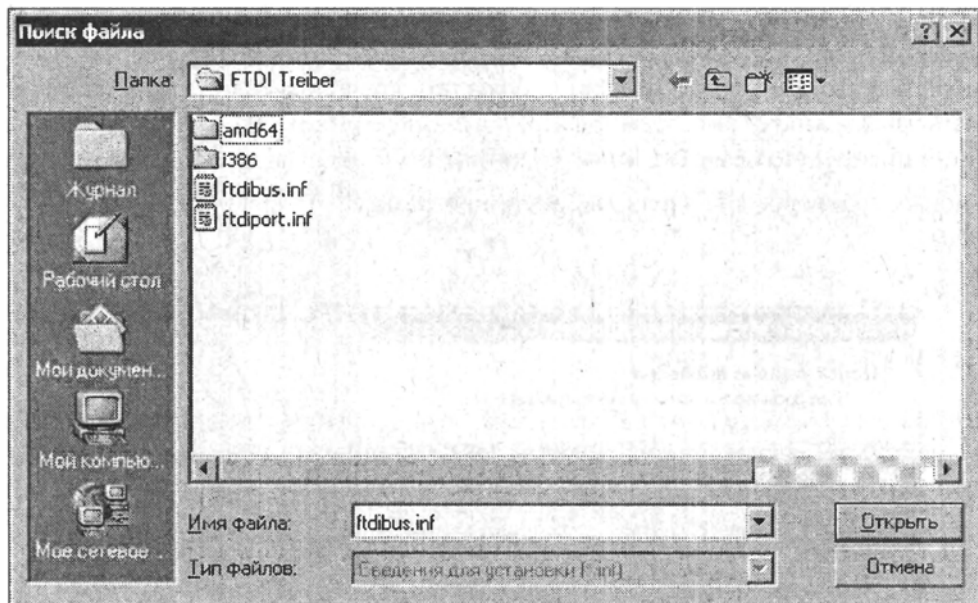 Поиск файла
Папка: FTDI Treiber
amd64
i386
ftdibus.inf
ftdiport.inf
Журнал
Рабочий стол
Мои докумен...
Мой компью...
Мое сетевое ...
Имя файла: ftdibus.inf
Открыть
Тип файлов: Сведения для установки (*.inf)
Отмена